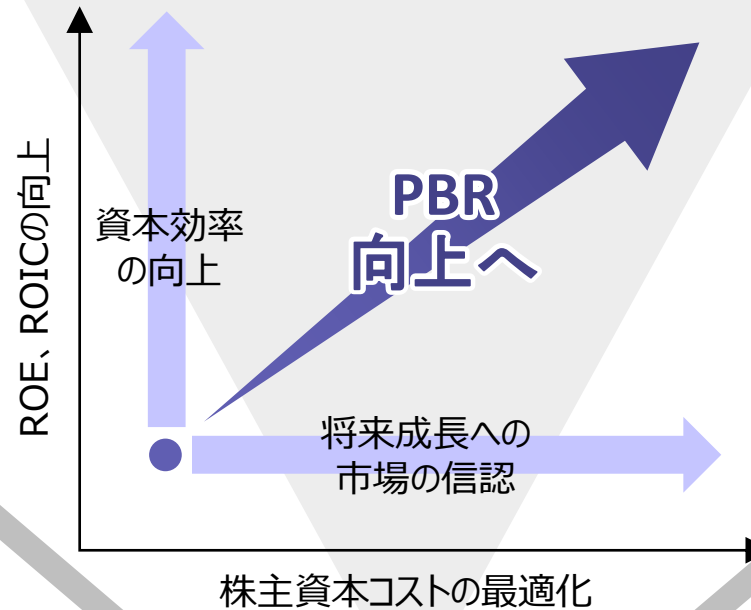 ROE、ROICの向上
資本効率
の向上
PBR
向上へ
将来成長への
市場の信認
株主資本コストの最適化